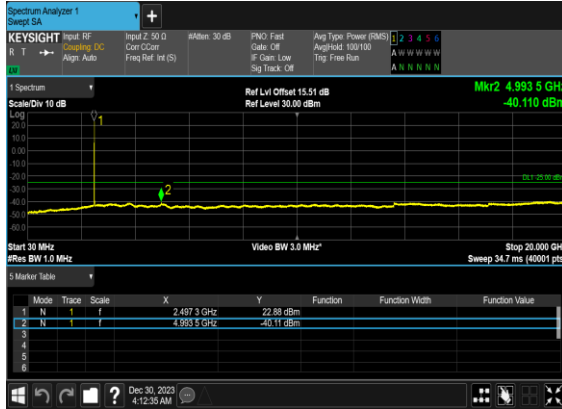 Spectrum Analyzer 1
Swept SA
KEYSIGHT Input: RF Input Z: 50 Ω #Atten: 30 dB PNO: Fast Avg Type: Power (RMS) 1 2 3 4 5 6
R T Coupling: DC Corr CCorr Gate: Off Avg|Hold: 100/100 A W W W W W
Align: Auto Freq Ref: Int (S) IF Gain: Low Trig: Free Run
LXI Sig Track: Off A N N N N N
1 Spectrum
Scale/Div 10 dB
Ref Lvl Offset 15.51 dB
Ref Level 30.00 dBm
Mkr2 4.993 5 GHz
-40.110 dBm
Log
1
20.0
10.0
0.00
-10.0
-20.0
DL1 -25.00 dBm
-30.0
2
-40.0
-50.0
-60.0
Start 30 MHz Video BW 3.0 MHz* Stop 20.000 GHz
#Res BW 1.0 MHz Sweep 34.7 ms (40001 pts)
5 Marker Table
Mode Trace Scale X Y Function Function Width Function Value
1 N 1 f 2.497 3 GHz 22.88 dBm
2 N 1 f 4.993 5 GHz -40.11 dBm
3
4
5
6
? Dec 30, 2023
4:12:35 AM